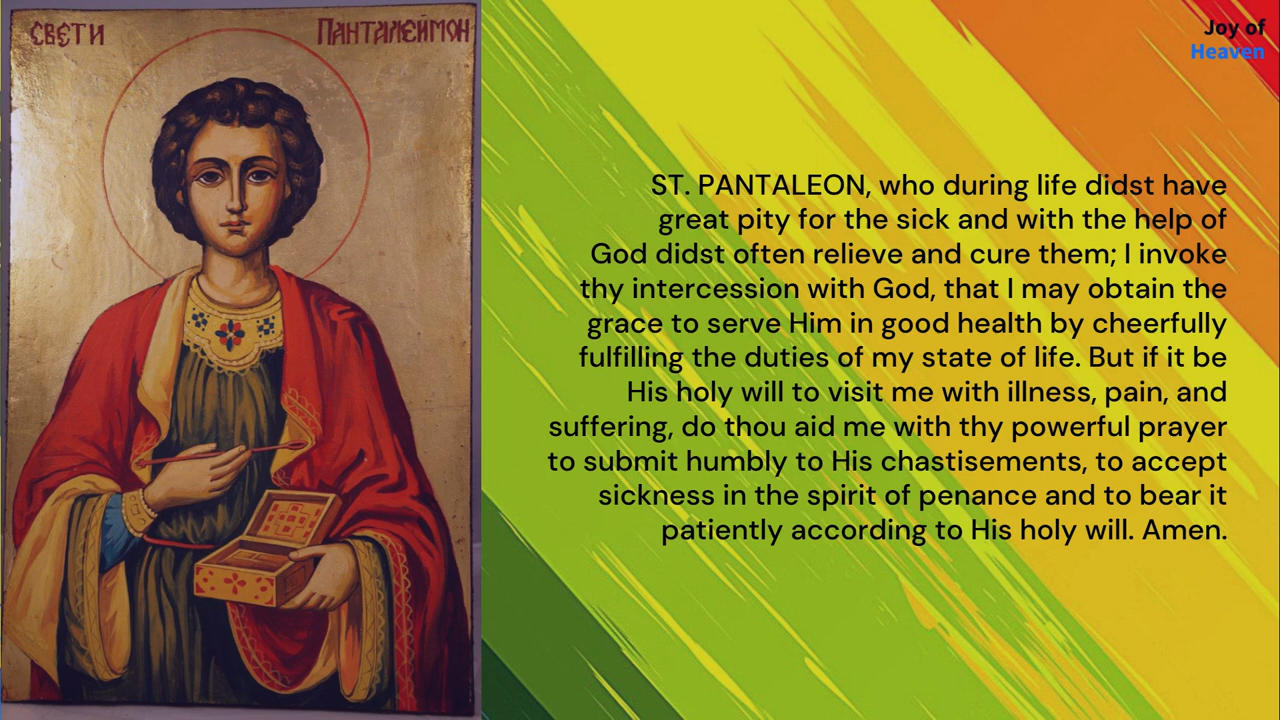 СВЕТИ
ПАНТАЛЕЙМОН
Joy of
Heaven
ST. PANTALEON, who during life didst have
great pity for the sick and with the help of
God didst often relieve and cure them; I invoke
thy intercession with God, that I may obtain the
grace to serve Him in good health by cheerfully
fulfilling the duties of my state of life. But if it be
His holy will to visit me with illness, pain, and
suffering, do thou aid me with thy powerful prayer
to submit humbly to His chastisements, to accept
sickness in the spirit of penance and to bear it
patiently according to His holy will. Amen.